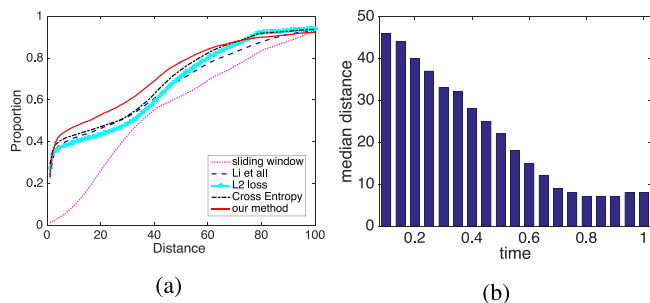 1
0.8
0.6
0.4
0.2
0
Proportion
0 20 40 60 80 100
Distance
sliding window
Li et all
L2 loss
Cross Entropy
our method
(a)
50
40
30
20
10
0
median distance
0.2 0.4 0.6 0.8 1
time
(b)